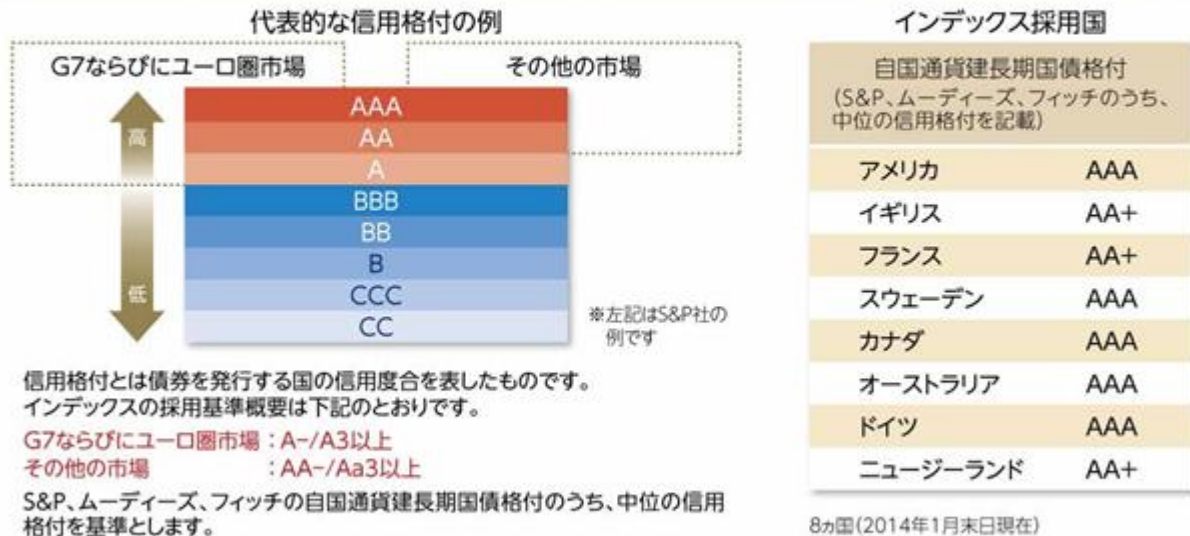 代表的な信用格付の例
G7ならびにユーロ圏市場
その他の市場
高
低
AAA
AA
A
BBB
BB
B
CCC
CC
※左記はS&P社の
例です
信用格付とは債券を発行する国の信用度合を表したものです。
インデックスの採用基準概要は下記のとおりです。
G7ならびにユーロ圏市場：A-/A3以上
その他の市場：AA-/Aa3以上
S&P、ムーディーズ、フィッチの自国通貨建長期国債格付のうち、中位の信用
格付を基準とします。
インデックス採用国
自国通貨建長期国債格付
(S&P、ムーディーズ、フィッチのうち、
中位の信用格付を記載)
アメリカ AAA
イギリス AA+
フランス AA+
スウェーデン AAA
カナダ AAA
オーストラリア AAA
ドイツ AAA
ニュージーランド AA+
8ヵ国(2014年1月末日現在)